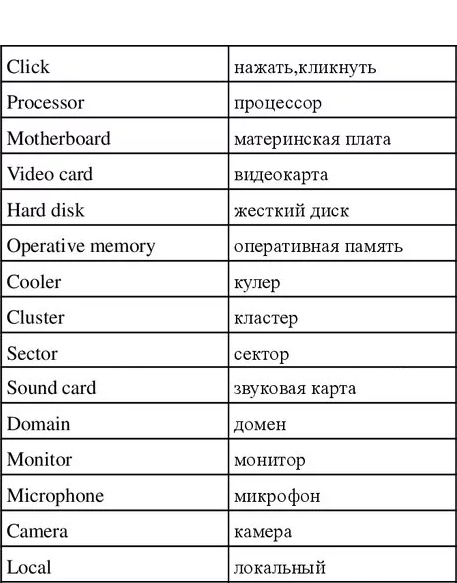 Click нажать,кликнуть
Processor процессор
Motherboard материнская плата
Video card видеокарта
Hard disk жесткий диск
Operative memory оперативная память
Cooler кулер
Cluster кластер
Sector сектор
Sound card звуковая карта
Domain домен
Monitor монитор
Microphone микрофон
Camera камера
Local локальный